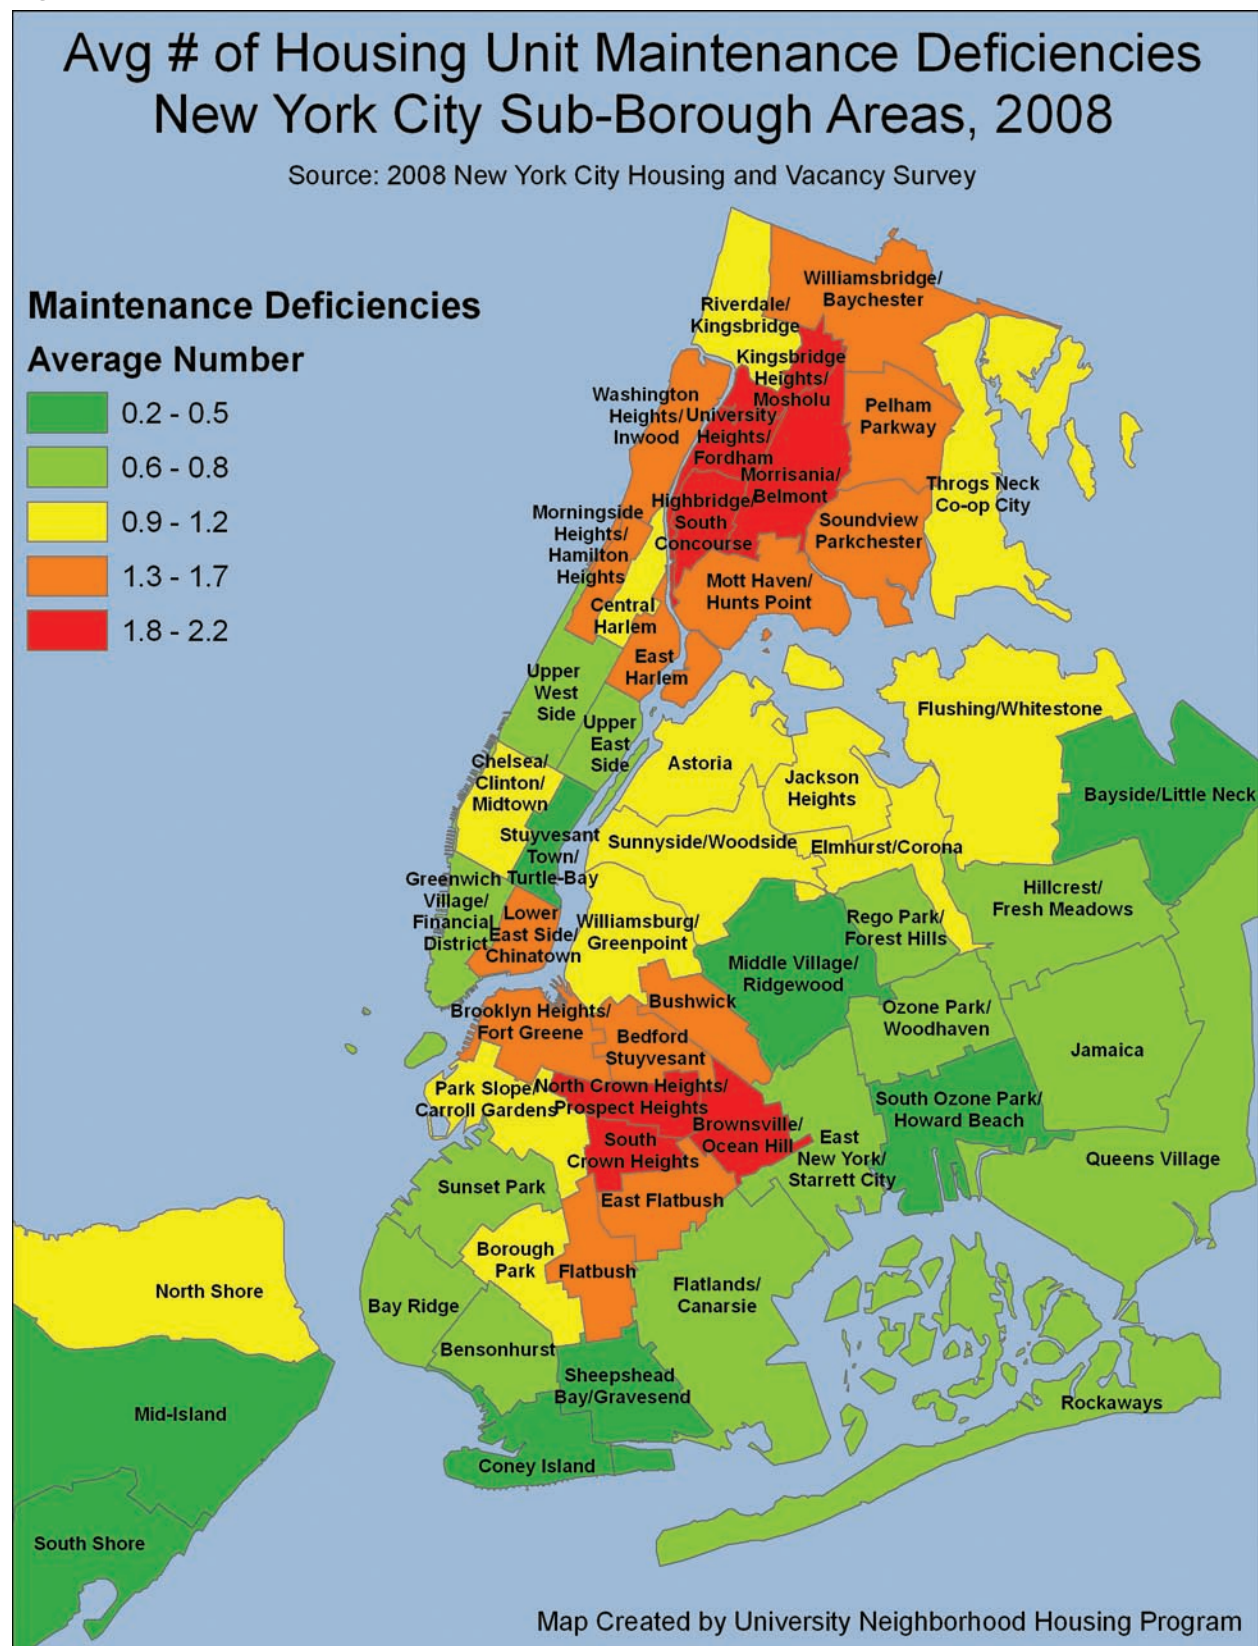 Avg # of Housing Unit Maintenance Deficiencies
New York City Sub-Borough Areas, 2008
Source: 2008 New York City Housing and Vacancy Survey
Maintenance Deficiencies
Average Number
0.2 - 0.5
0.6 - 0.8
0.9 - 1.2
1.3 - 1.7
1.8 - 2.2
Williamsbridge/
Baychester
Riverdale/
Kingsbridge
Kingsbridge
Heights/
Mosholu
Washington
Heights/
Inwood
University
Heights/
Fordham
Pelham
Parkway
Morrisania/
Belmont
Throgs Neck
Co-op City
Highbridge/
South
Concourse
Morningside
Heights/
Hamilton
Heights
Soundview
Parkchester
Mott Haven/
Hunts Point
Central
Harlem
East
Harlem
Upper
West
Side
Upper
East
Side
Flushing/Whitestone
Astoria
Jackson
Heights
Chelsea/
Clinton/
Midtown
Bayside/Little Neck
Stuyvesant
Town/
Turtle-Bay
Sunnyside/Woodside
Elmhurst/Corona
Greenwich
Village/
Financial
District
Lower
East Side/
Chinatown
Williamsburg/
Greenpoint
Rego Park/
Forest Hills
Hillcrest/
Fresh Meadows
Middle Village/
Ridgewood
Bushwick
Brooklyn Heights/
Fort Greene
Bedford
Stuyvesant
Ozone Park/
Woodhaven
Jamaica
Park Slope/
Carroll Gardens
North Crown Heights/
Prospect Heights
South Ozone Park/
Howard Beach
Brownsville/
Ocean Hill
South
Crown Heights
East
New York/
Starrett City
Queens Village
Sunset Park
East Flatbush
Borough
Park
Flatbush
Flatlands/
Canarsie
North Shore
Bay Ridge
Bensonhurst
Sheepshead
Bay/Gravesend
Rockaways
Mid-Island
Coney Island
South Shore
Map Created by University Neighborhood Housing Program